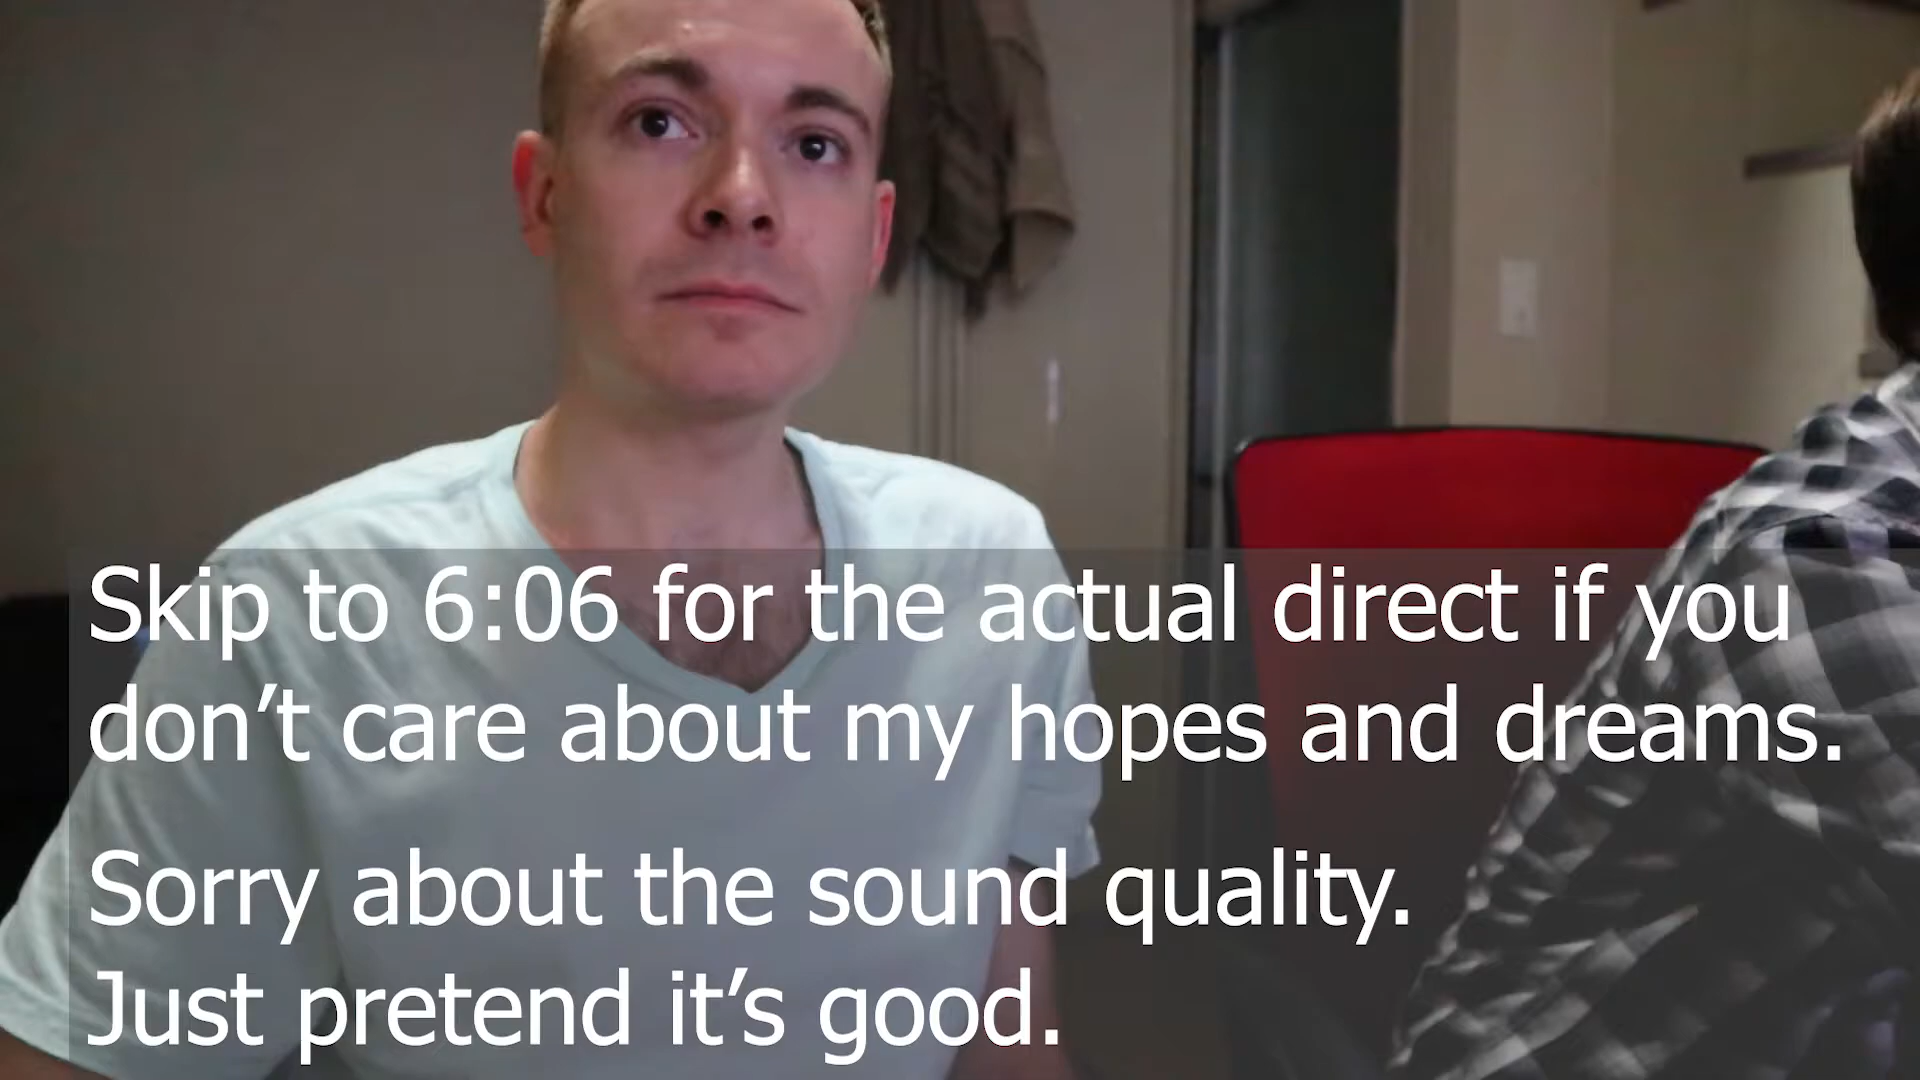 Skip to 6:06 for the actual direct if you
don’t care about my hopes and dreams.
Sorry about the sound quality.
Just pretend it’s good.